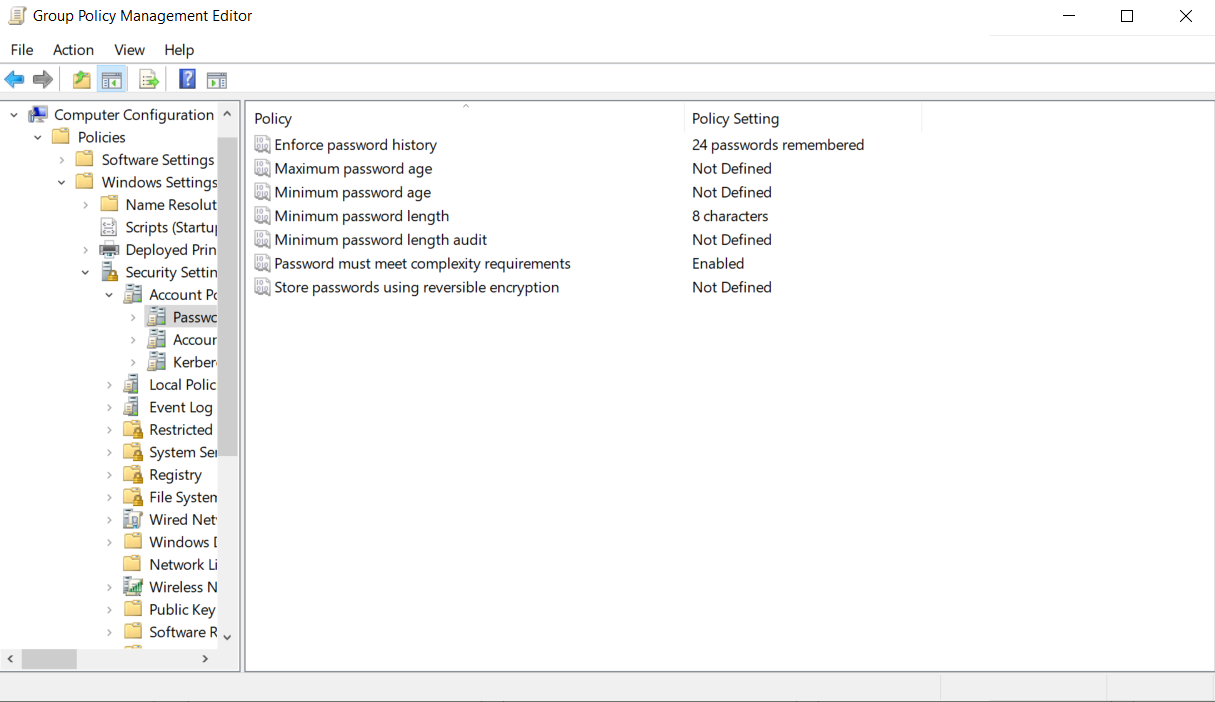 Group Policy Management Editor
File Action View Help
Computer Configuration
Policies
Software Settings
Windows Settings
Name Resolut
Scripts (Startu
Deployed Prin
Security Settin
Account Po
Passwo
Accour
Kerber
Local Polic
Event Log
Restricted
System Ser
Registry
File System
Wired Net
Windows D
Network Li
Wireless N
Public Key
Software R
Policy Policy Setting
Enforce password history 24 passwords remembered
Maximum password age Not Defined
Minimum password age Not Defined
Minimum password length 8 characters
Minimum password length audit Not Defined
Password must meet complexity requirements Enabled
Store passwords using reversible encryption Not Defined